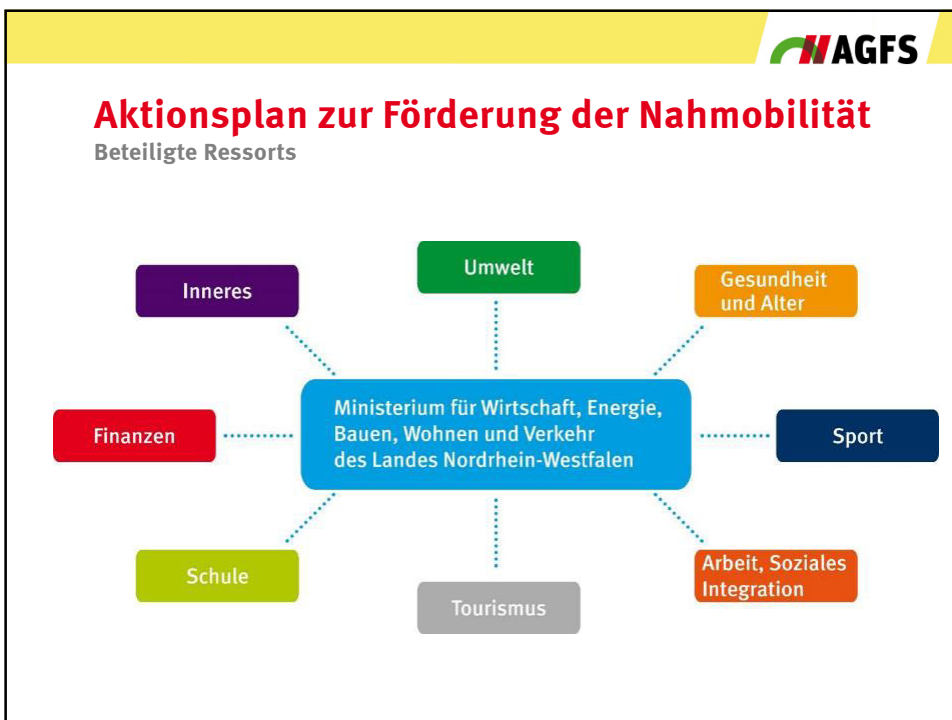 AGFS
Aktionsplan zur Förderung der Nahmobilität
Beteiligte Ressorts
Umwelt
Inneres
Gesundheit
und Alter
Finanzen
Ministerium für Wirtschaft, Energie,
Bauen, Wohnen und Verkehr
des Landes Nordrhein-Westfalen
Sport
Schule
Arbeit, Soziales
Integration
Tourismus